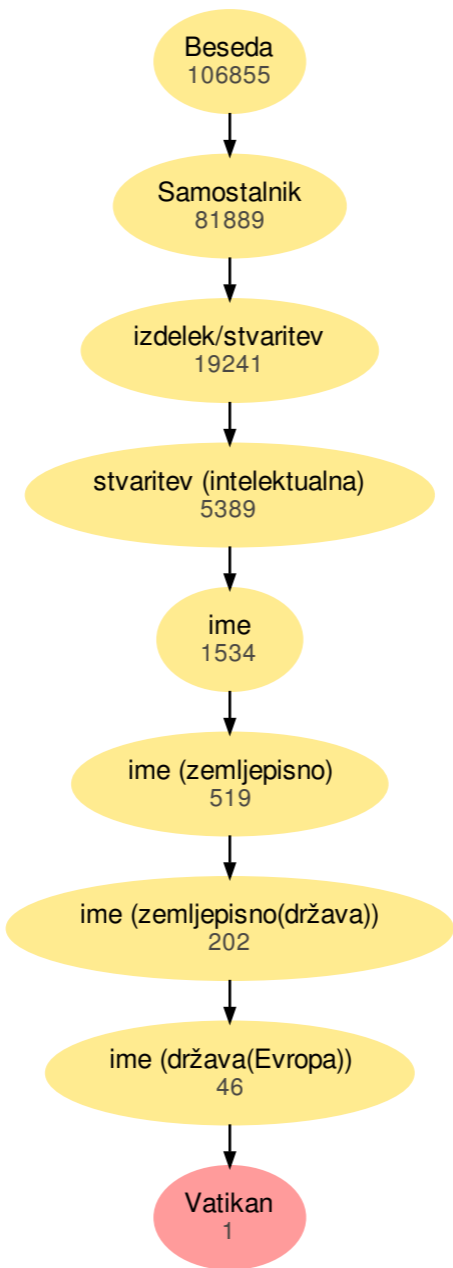 Beseda
106855
Samostalnik
81889
izdelek/stvaritev
19241
stvaritev (intelektualna)
5389
ime
1534
ime (zemljepisno)
519
ime (zemljepisno(država))
202
ime (država(Evropa))
46
Vatikan
1